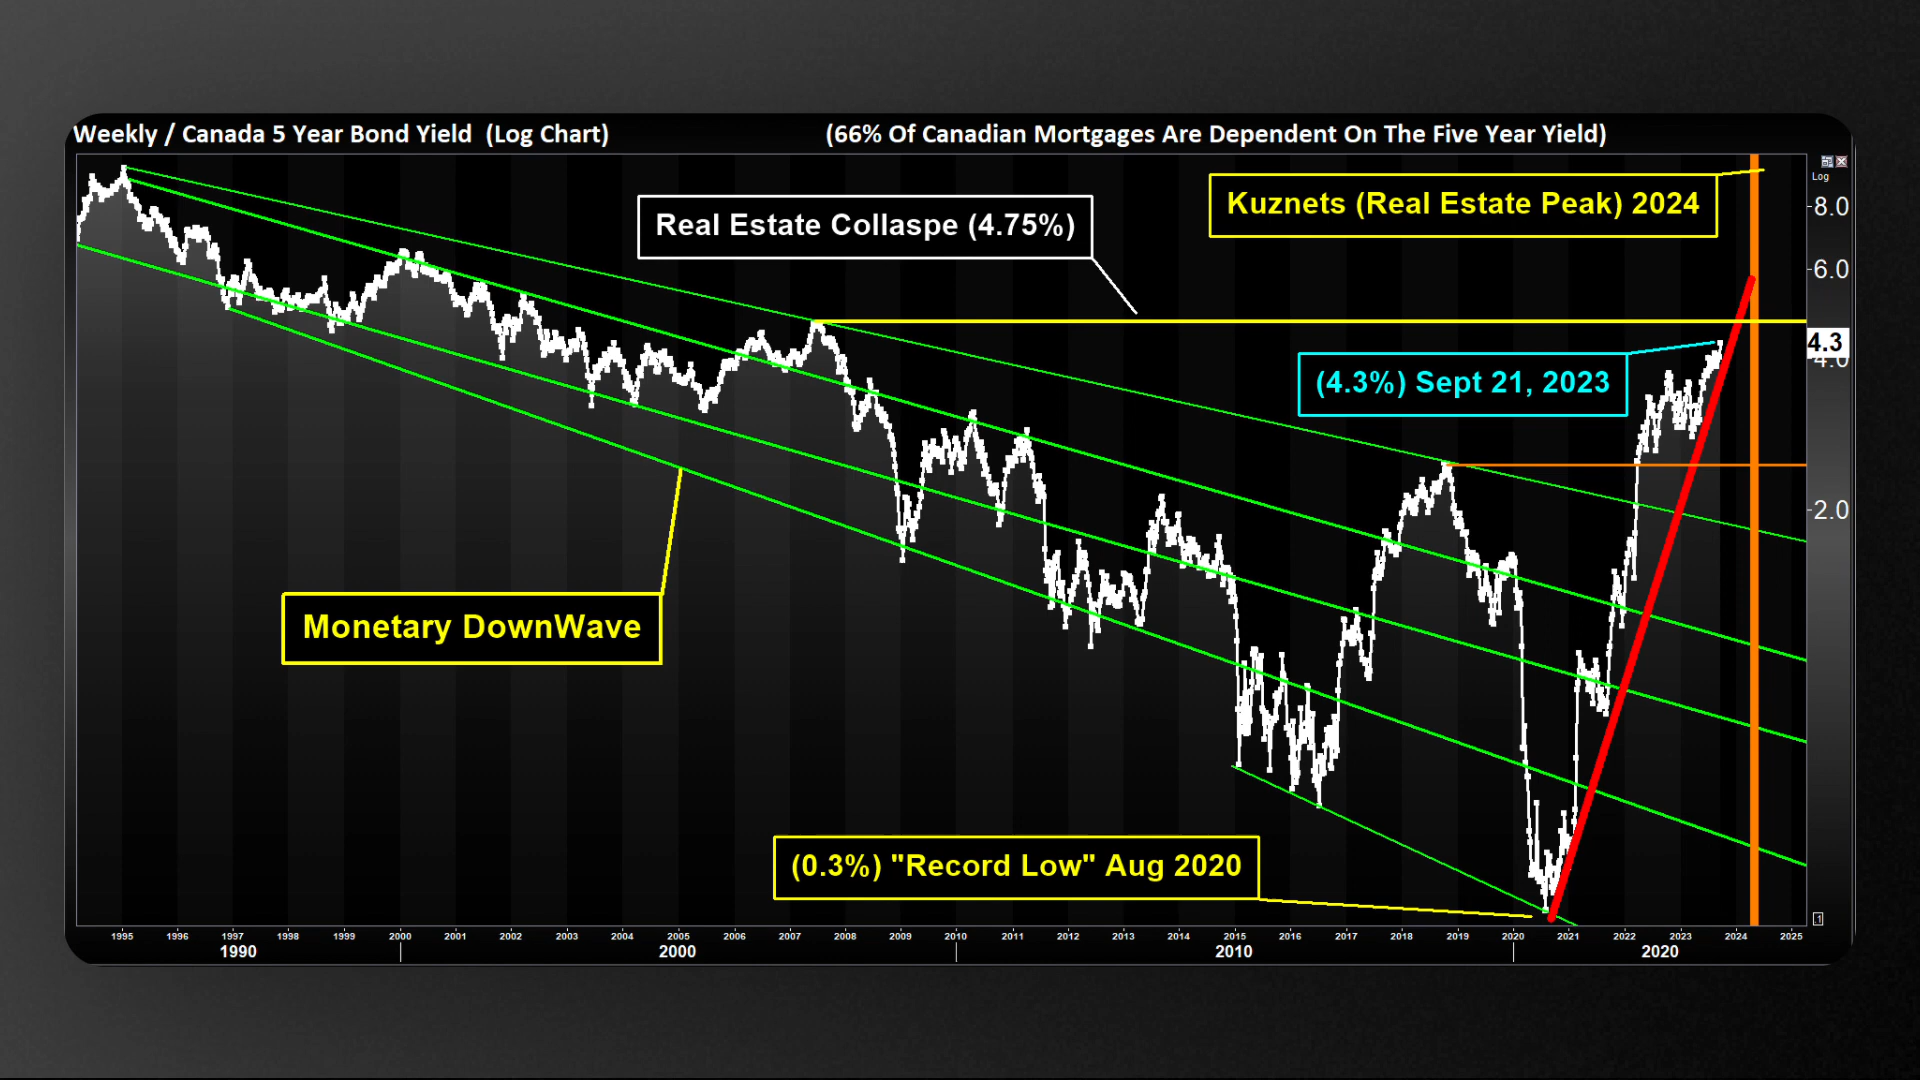 Weekly / Canada 5 Year Bond Yield (Log Chart)
(66% Of Canadian Mortgages Are Dependent On The Five Year Yield)
Log
Kuznets (Real Estate Peak) 2024
8.0
Real Estate Collaspe (4.75%)
6.0
4.3
4.0
(4.3%) Sept 21, 2023
2.0
Monetary DownWave
(0.3%) "Record Low" Aug 2020
.1
1995 1996 1997 1998 1999 2000 2001 2002 2003 2004 2005 2006 2007 2008 2009 2010 2011 2012 2013 2014 2015 2016 2017 2018 2019 2020 2021 2022 2023 2024 2025
1990 2000 2010 2020